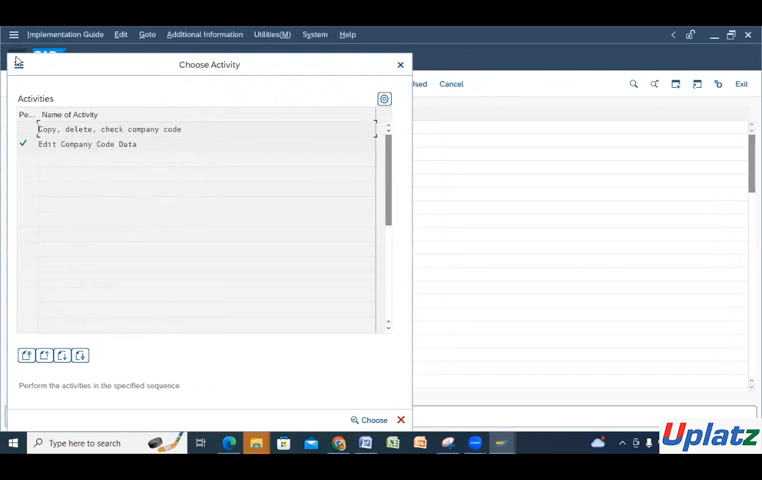 Implementation Guide Edit Goto Additional Information Utilities(M) System Help
Choose Activity
Used Cancel
Exit
Activities
Pe... Name of Activity
Copy, delete, check company code
Edit Company Code Data
Perform the activities in the specified sequence
Choose
Type here to search
Uplatz